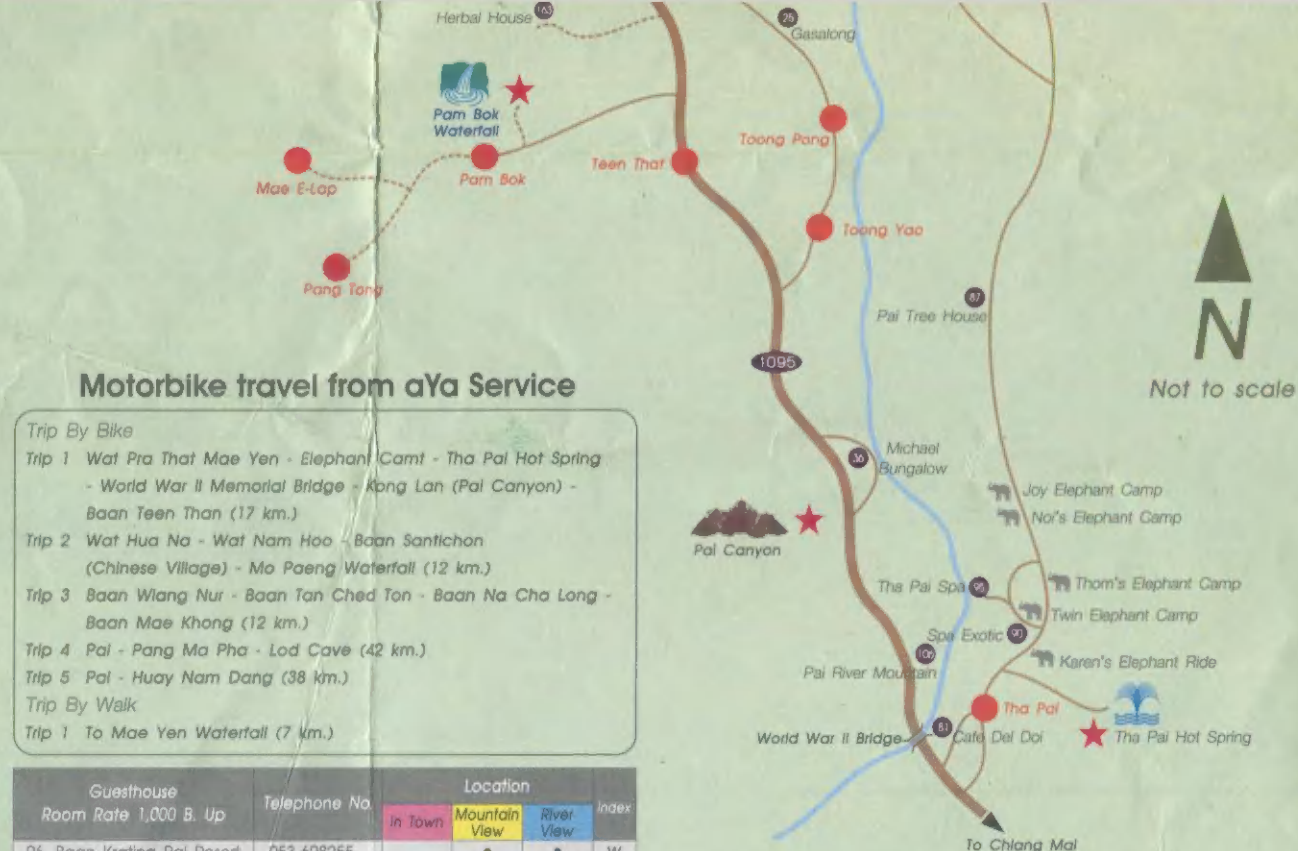 Herbal House 163
25
Gasalong
Pam Bok
Waterfall
Toong Pang
Teen That
Mae E-Lap
Pam Bok
Toong Yao
Pang Tong
87
Pai Tree House
N
1095
Not to scale
Motorbike travel from aYa Service
Trip By Bike
Trip 1 Wat Pra That Mae Yen - Elephant Camt - Tha Pai Hot Spring
- World War II Memorial Bridge - Kong Lan (Pai Canyon) -
Baan Teen Than (17 km.)
Trip 2 Wat Hua Na - Wat Nam Hoo - Baan Santichon
(Chinese Village) - Mo Paeng Waterfall (12 km.)
Trip 3 Baan Wiang Nur - Baan Tan Ched Ton - Baan Na Cha Long -
Baan Mae Khong (12 km.)
Trip 4 Pai - Pang Ma Pha - Lod Cave (42 km.)
Trip 5 Pai - Huay Nam Dang (38 km.)
Trip By Walk
Trip 1 To Mae Yen Waterfall (7 km.)
36
Michael
Bungalow
Joy Elephant Camp
Noi's Elephant Camp
Pai Canyon
Tha Pai Spa
Thom's Elephant Camp
Twin Elephant Camp
Spa Exotic
Karen's Elephant Ride
Pai River Mountain
Tha Pai
World War II Bridge
Café Del Doi
Tha Pai Hot Spring
To Chiang Mai
Guesthouse
Room Rate 1,000 B. Up
Telephone No.
Location
In Town
Mountain
View
River
View
Index